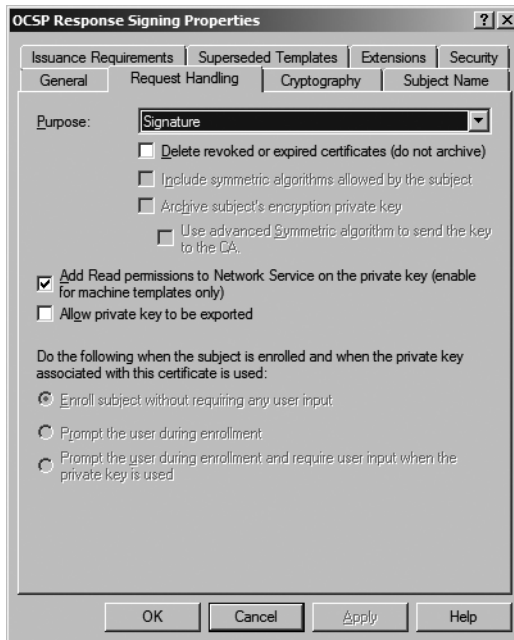 OCSP Response Signing Properties
Issuance Requirements Superseded Templates Extensions Security
General Request Handling Cryptography Subject Name
Purpose: Signature
Delete revoked or expired certificates (do not archive)
Include symmetric algorithms allowed by the subject
Archive subject's encryption private key
Use advanced Symmetric algorithm to send the key
to the CA.
Add Read permissions to Network Service on the private key (enable
for machine templates only)
Allow private key to be exported
Do the following when the subject is enrolled and when the private key
associated with this certificate is used:
Enroll subject without requiring any user input
Prompt the user during enrollment
Prompt the user during enrollment and require user input when the
private key is used
OK Cancel Apply Help